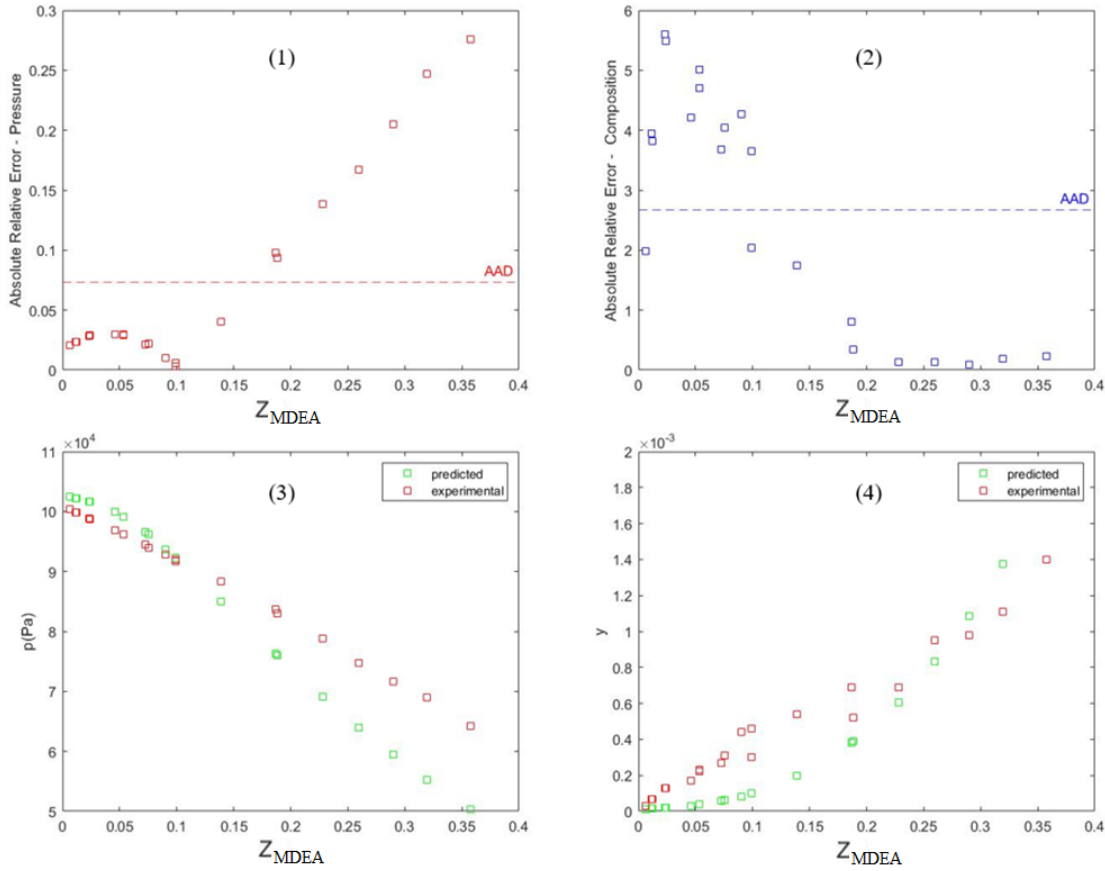 (1)
Absolute Relative Error - Pressure
0.3
0.25
0.2
0.15
0.1
0.05
0
AAD
0 0.05 0.1 0.15 0.2 0.25 0.3 0.35 0.4
Z MDEA
(2)
Absolute Relative Error - Composition
6
5
4
3
2
1
0
AAD
0 0.05 0.1 0.15 0.2 0.25 0.3 0.35 0.4
Z MDEA
×10^4
(3)
predicted
experimental
p(Pa)
11
10
9
8
7
6
5
0 0.05 0.1 0.15 0.2 0.25 0.3 0.35 0.4
Z MDEA
×10^-3
(4)
predicted
experimental
y
2
1.8
1.6
1.4
1.2
1
0.8
0.6
0.4
0.2
0
0 0.05 0.1 0.15 0.2 0.25 0.3 0.35 0.4
Z MDEA